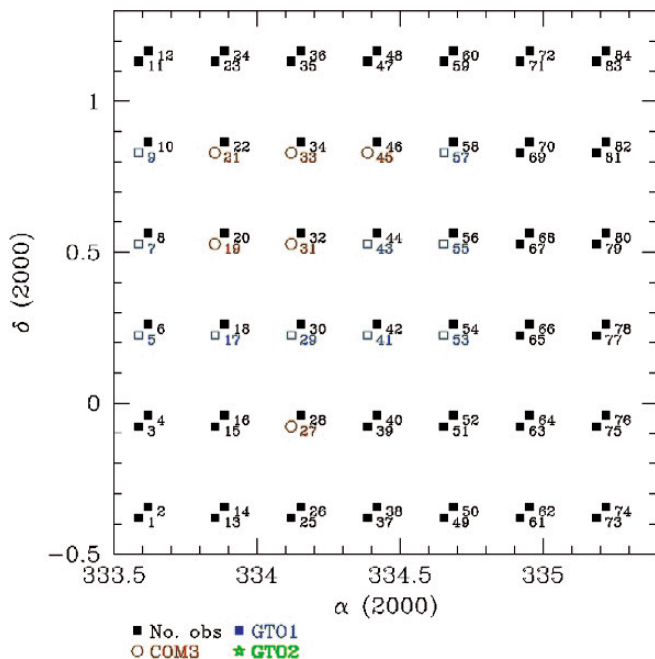 12 24 36 48 60 72 84
11 23 35 47 59 71 83
1
10 22 34 46 58 70 82
9 21 33 45 57 69 81
8 20 32 44 56 68 80
0.5 7 19 31 43 55 67 79
δ (2000)
6 18 30 42 54 66 78
5 17 29 41 53 65 77
0
4 16 28 40 52 64 76
3 15 27 39 51 63 75
2 14 26 38 50 62 74
1 13 25 37 49 61 73
−0.5
333.5 334 334.5 335
α (2000)
No. obs GTO1
COM3 GTO2